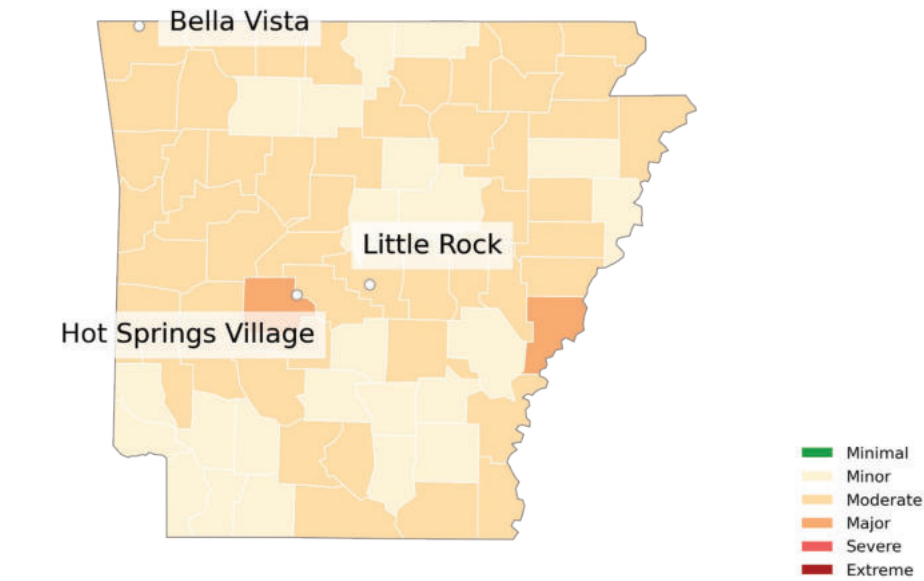 Bella Vista
Little Rock
Hot Springs Village
Minimal
Minor
Moderate
Major
Severe
Extreme